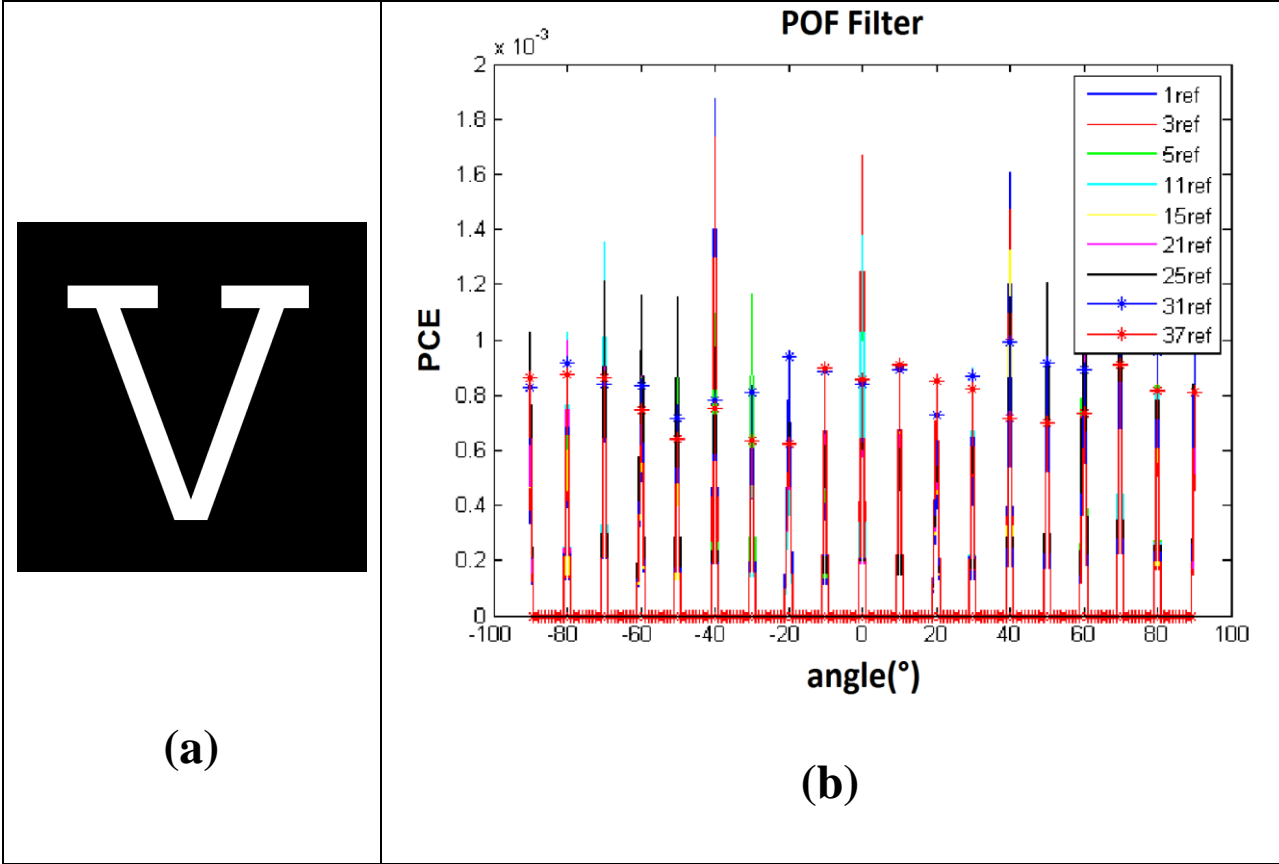 V
(a)
POF Filter
x 10⁻³
2
1.8
1.6
1.4
1.2
1
0.8
0.6
0.4
0.2
0
PCE
-100 -80 -60 -40 -20 0 20 40 60 80 100
angle(°)
1ref
3ref
5ref
11ref
15ref
21ref
25ref
31ref
37ref
(b)